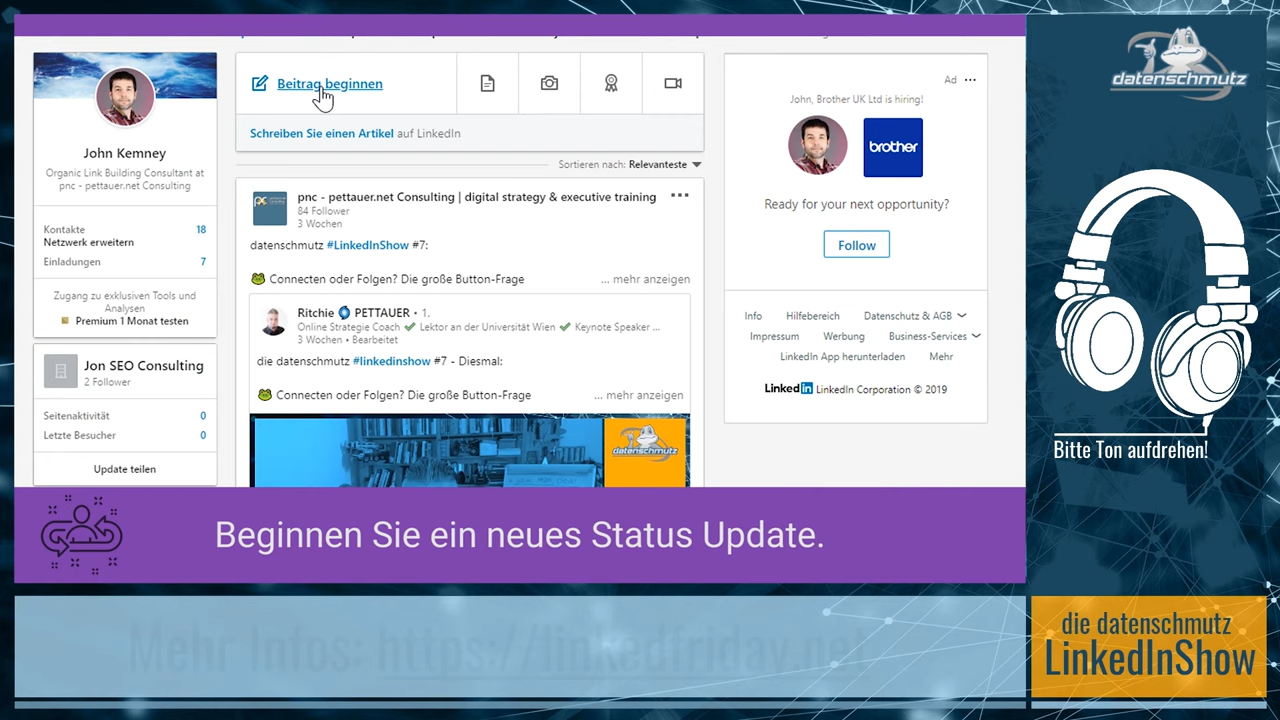 Beitrag beginnen
Schreiben Sie einen Artikel auf LinkedIn
Sortieren nach: Relevanteste
John Kemney
Organic Link Building Consultant at
pnc - pettauer.net Consulting
Kontakte 18
Netzwerk erweitern
Einladungen 7
Zugang zu exklusiven Tools und
Analysen
Premium 1 Monat testen
Jon SEO Consulting
2 Follower
Seitenaktivität 0
Letzte Besucher 0
Update teilen
pc
pnc - pettauer.net Consulting | digital strategy & executive training
84 Follower
3 Wochen
datenschmutz #LinkedInShow #7:
🐸 Connecten oder Folgen? Die große Button-Frage
... mehr anzeigen
Ritchie PETTAUER • 1.
Online Strategie Coach ✔ Lektor an der Universität Wien ✔ Keynote Speaker ...
3 Wochen • Bearbeitet
die datenschmutz #linkedinshow #7 - Diesmal:
🐸 Connecten oder Folgen? Die große Button-Frage
... mehr anzeigen
datenschmutz
Ad •••
John, Brother UK Ltd is hiring!
brother
Ready for your next opportunity?
Follow
Info Hilfebereich Datenschutz & AGB
Impressum Werbung Business-Services
LinkedIn App herunterladen Mehr
LinkedIn LinkedIn Corporation © 2019
datenschmutz
Bitte Ton aufdrehen!
Beginnen Sie ein neues Status Update.
Mehr Infos: https://linkedfriday.net
die datenschmutz
LinkedInShow